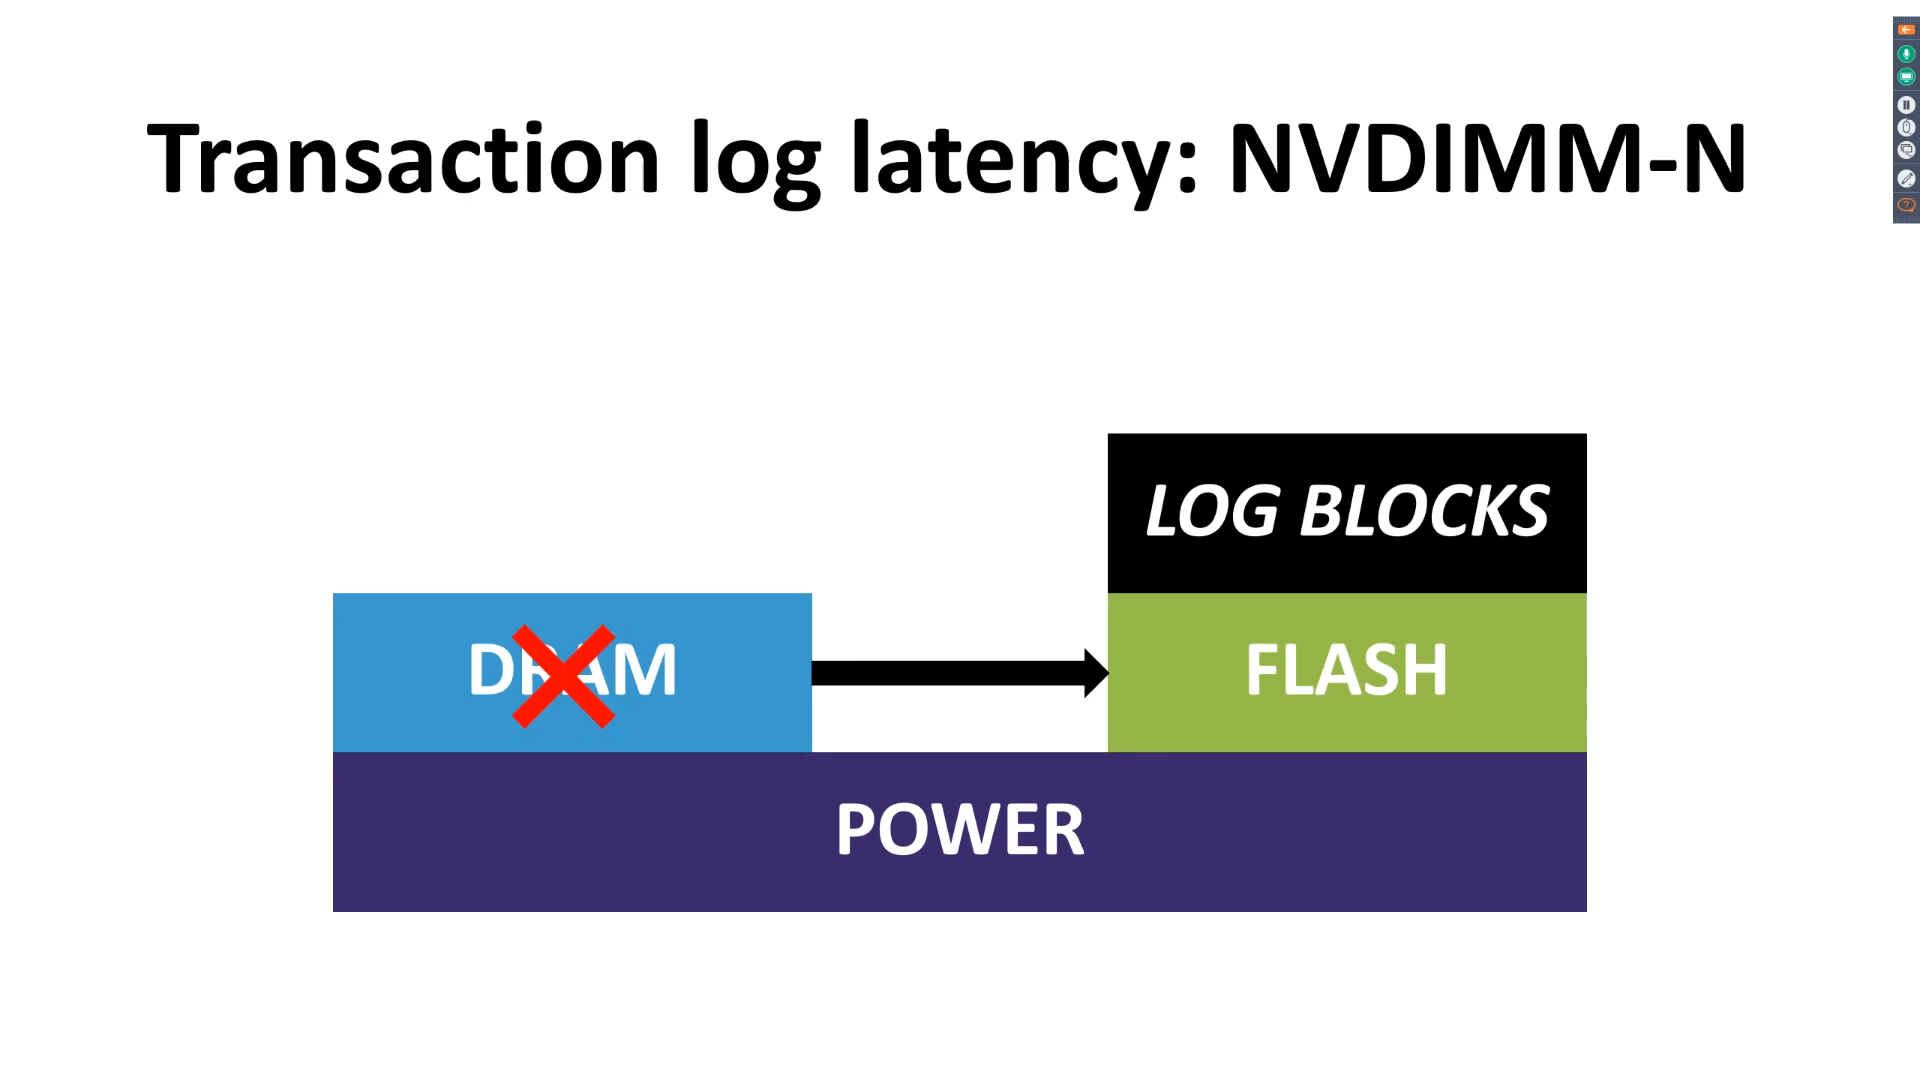 Transaction log latency: NVDIMM-N
LOG BLOCKS
DRAM
FLASH
POWER